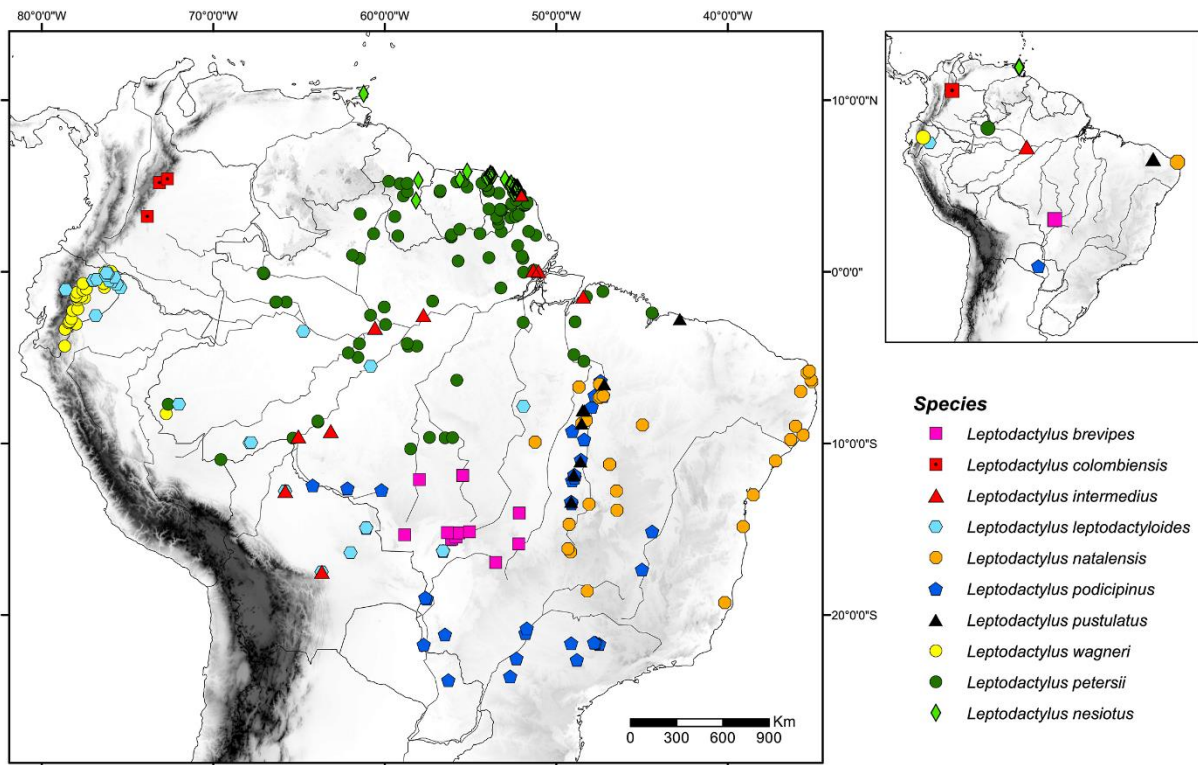 80°0'0"W 70°0'0"W 60°0'0"W 50°0'0"W 40°0'0"W
10°0'0"N
0°0'0"
10°0'0"S
20°0'0"S
Km
0 300 600 900
Species
Leptodactylus brevipes
Leptodactylus colombiensis
Leptodactylus intermedius
Leptodactylus leptodactyloides
Leptodactylus natalensis
Leptodactylus podicipinus
Leptodactylus pustulatus
Leptodactylus wagneri
Leptodactylus petersii
Leptodactylus nesiotus